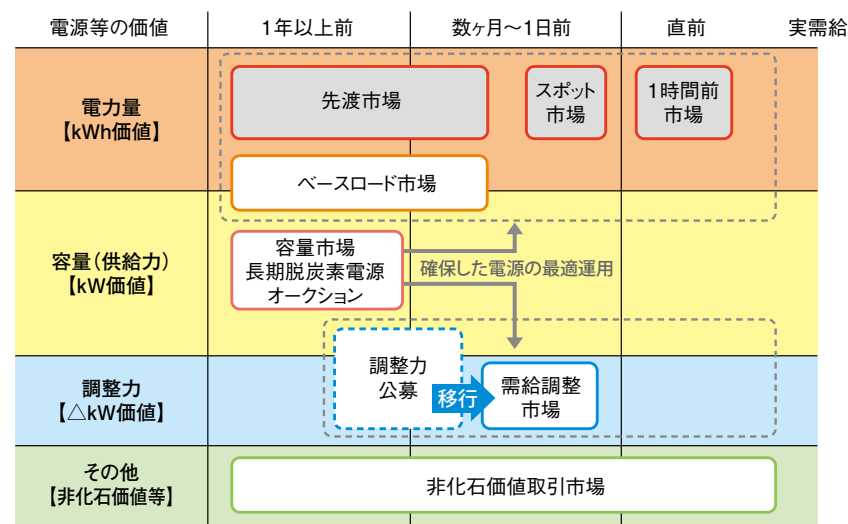 電源等の価値
1年以上前
数ヶ月～1日前
直前
実需給
電力量
【kWh価値】
先渡市場
スポット
市場
1時間前
市場
ベースロード市場
容量（供給力）
【kW価値】
容量市場
長期脱炭素電源
オークション
確保した電源の最適運用
調整力
【△kW価値】
調整力
公募
移行
需給調整
市場
その他
【非化石価値等】
非化石価値取引市場